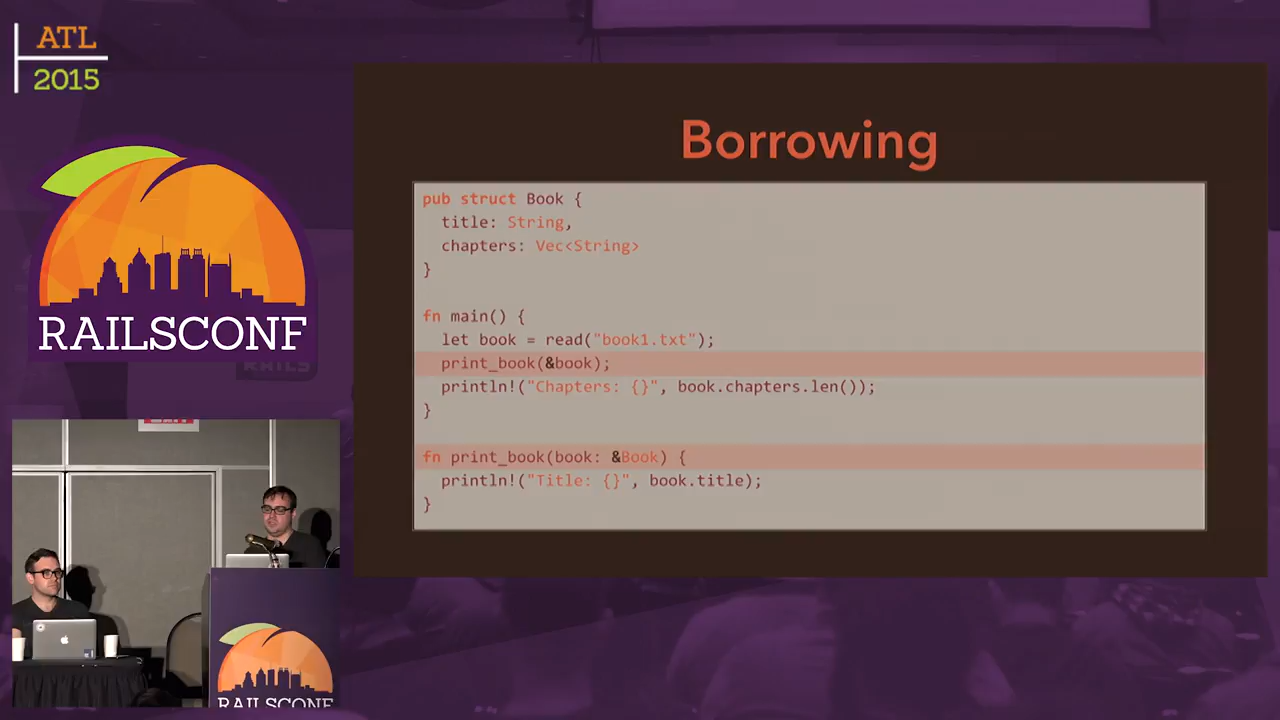 ATL
2015
RAILSCONF
Borrowing
pub struct Book {
title: String,
chapters: Vec<String>
}
fn main() {
let book = read("book1.txt");
print_book(&book);
println!("Chapters: {}", book.chapters.len());
}
fn print_book(book: &Book) {
println!("Title: {}", book.title);
}
RAILSCONF